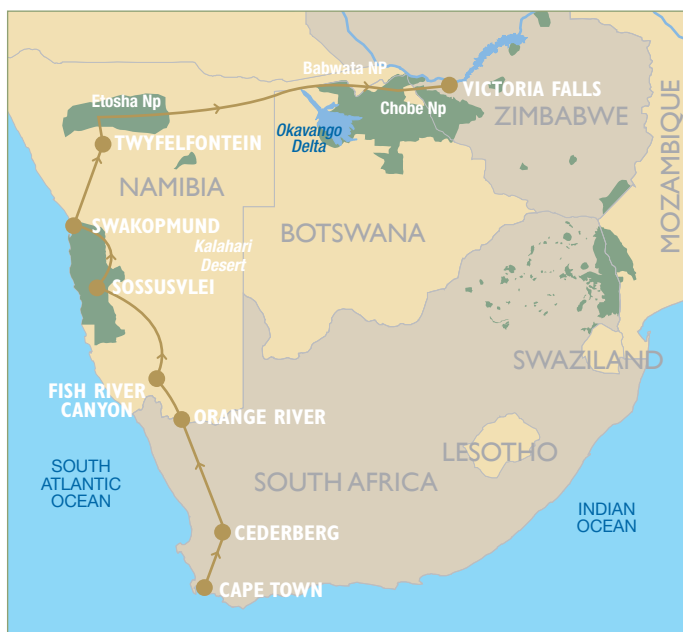 Babwata NP
VICTORIA FALLS
Etosha Np
Chobe Np
ZIMBABWE
Okavango
Delta
TWYFELFONTEIN
NAMIBIA
MOZAMBIQUE
SWAKOPMUND
BOTSWANA
Kalahari
Desert
SOSSUSVLEI
SWAZILAND
FISH RIVER
CANYON
ORANGE RIVER
LESOTHO
SOUTH
ATLANTIC
OCEAN
SOUTH AFRICA
INDIAN
OCEAN
CEDERBERG
CAPE TOWN